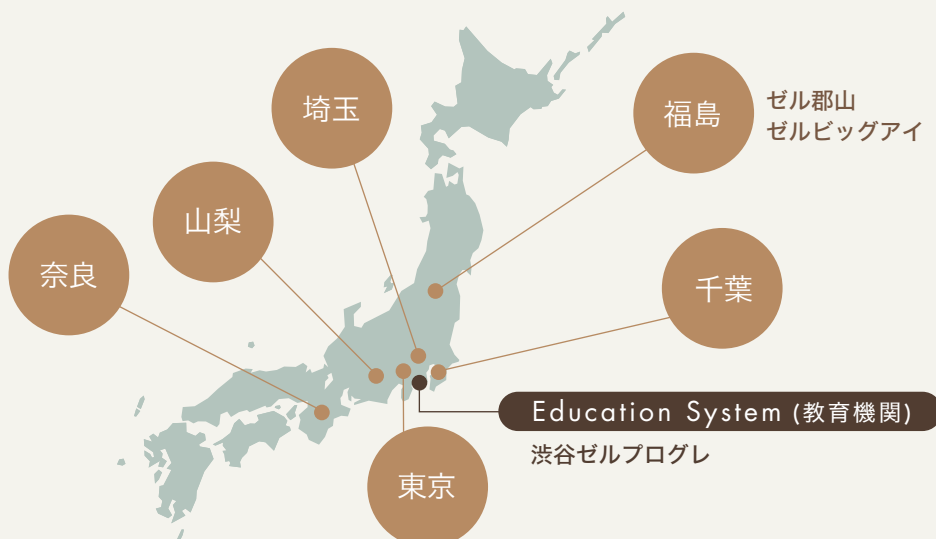 埼玉
福島
ゼル郡山
ゼルビッグアイ
山梨
奈良
千葉
Education System (教育機関)
渋谷ゼルプログレ
東京